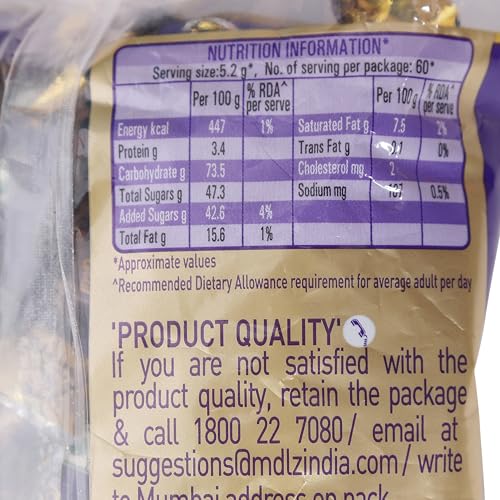 NUTRITION INFORMATION*
Serving size:5.2 g*, No. of serving per package: 60*
Per 100 g % RDA^ per serve Per 100 g % RDA^ per serve
Energy kcal 447 1% Saturated Fat g 7.5 2%
Protein g 3.4 Trans Fat g 0.1 0%
Carbohydrate g 73.5 Cholesterol mg 2
Total Sugars g 47.3 Sodium mg 0.5%
Added Sugars g 42.6 4%
Total Fat g 15.6 1%
*Approximate values
^Recommended Dietary Allowance requirement for average adult per day
'PRODUCT QUALITY'
If you are not satisfied with the
product quality, retain the package
& call 1800 22 7080/ email at
suggestions@mdlzindia.com/ write
to Mumbai address on pack